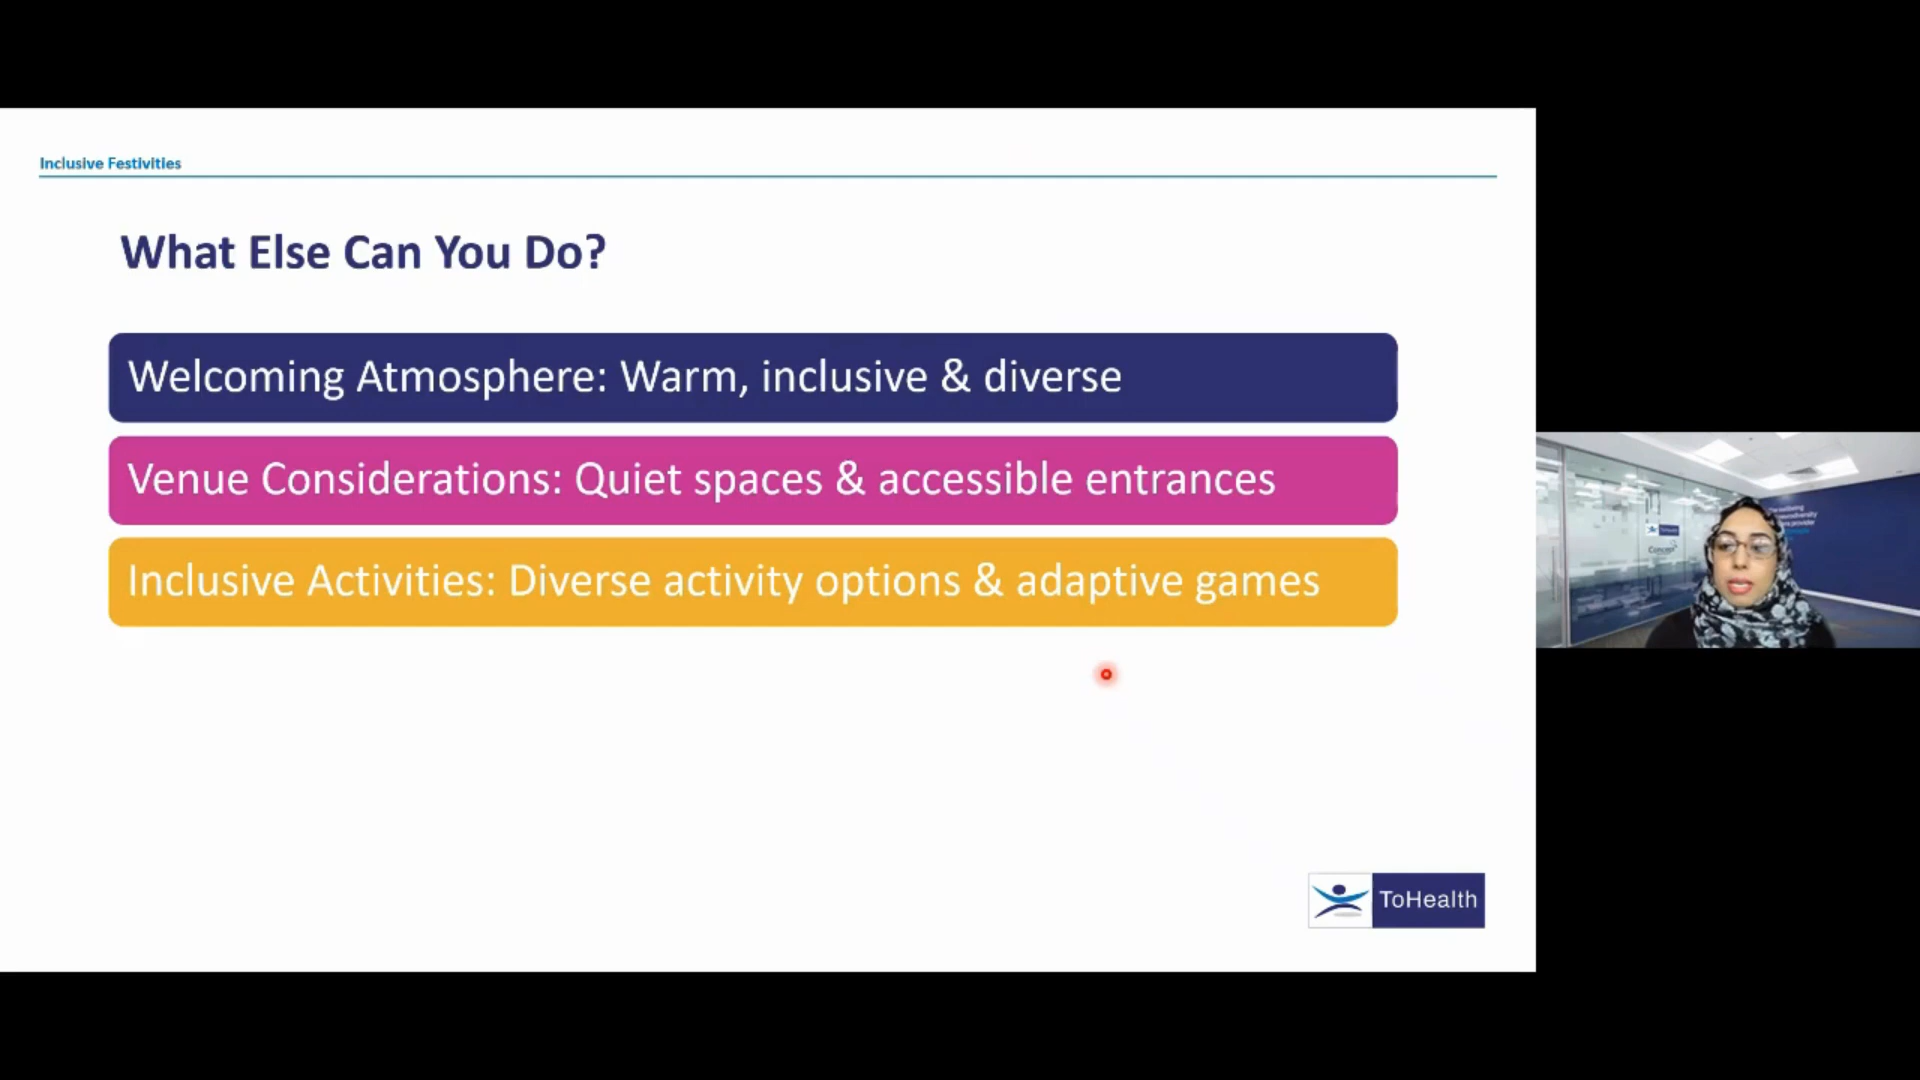 Inclusive Festivities
What Else Can You Do?
Welcoming Atmosphere: Warm, inclusive & diverse
Venue Considerations: Quiet spaces & accessible entrances
Inclusive Activities: Diverse activity options & adaptive games
ToHealth